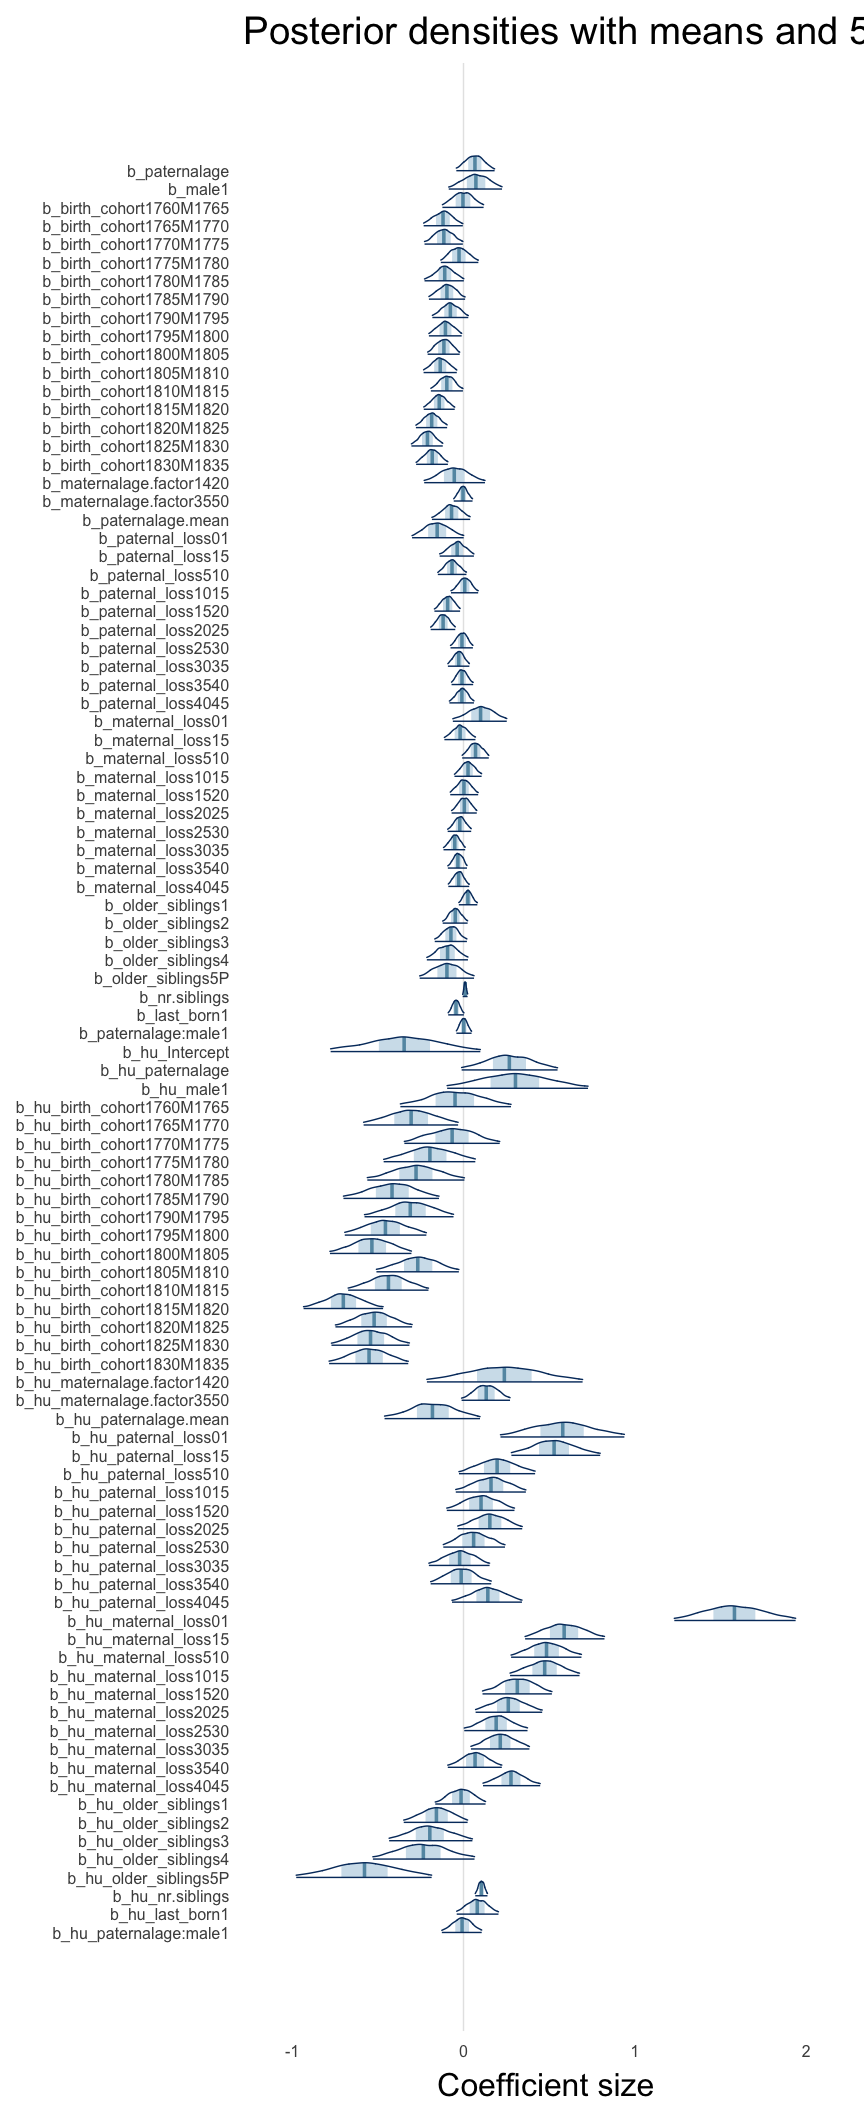 Posterior densities with means and 5
b_paternalage
b_male1
b_birth_cohort1760M1765
b_birth_cohort1765M1770
b_birth_cohort1770M1775
b_birth_cohort1775M1780
b_birth_cohort1780M1785
b_birth_cohort1785M1790
b_birth_cohort1790M1795
b_birth_cohort1795M1800
b_birth_cohort1800M1805
b_birth_cohort1805M1810
b_birth_cohort1810M1815
b_birth_cohort1815M1820
b_birth_cohort1820M1825
b_birth_cohort1825M1830
b_birth_cohort1830M1835
b_maternalage.factor1420
b_maternalage.factor3550
b_paternalage.mean
b_paternal_loss01
b_paternal_loss15
b_paternal_loss510
b_paternal_loss1015
b_paternal_loss1520
b_paternal_loss2025
b_paternal_loss2530
b_paternal_loss3035
b_paternal_loss3540
b_paternal_loss4045
b_maternal_loss01
b_maternal_loss15
b_maternal_loss510
b_maternal_loss1015
b_maternal_loss1520
b_maternal_loss2025
b_maternal_loss2530
b_maternal_loss3035
b_maternal_loss3540
b_maternal_loss4045
b_older_siblings1
b_older_siblings2
b_older_siblings3
b_older_siblings4
b_older_siblings5P
b_nr.siblings
b_last_born1
b_paternalage:male1
b_hu_Intercept
b_hu_paternalage
b_hu_male1
b_hu_birth_cohort1760M1765
b_hu_birth_cohort1765M1770
b_hu_birth_cohort1770M1775
b_hu_birth_cohort1775M1780
b_hu_birth_cohort1780M1785
b_hu_birth_cohort1785M1790
b_hu_birth_cohort1790M1795
b_hu_birth_cohort1795M1800
b_hu_birth_cohort1800M1805
b_hu_birth_cohort1805M1810
b_hu_birth_cohort1810M1815
b_hu_birth_cohort1815M1820
b_hu_birth_cohort1820M1825
b_hu_birth_cohort1825M1830
b_hu_birth_cohort1830M1835
b_hu_maternalage.factor1420
b_hu_maternalage.factor3550
b_hu_paternalage.mean
b_hu_paternal_loss01
b_hu_paternal_loss15
b_hu_paternal_loss510
b_hu_paternal_loss1015
b_hu_paternal_loss1520
b_hu_paternal_loss2025
b_hu_paternal_loss2530
b_hu_paternal_loss3035
b_hu_paternal_loss3540
b_hu_paternal_loss4045
b_hu_maternal_loss01
b_hu_maternal_loss15
b_hu_maternal_loss510
b_hu_maternal_loss1015
b_hu_maternal_loss1520
b_hu_maternal_loss2025
b_hu_maternal_loss2530
b_hu_maternal_loss3035
b_hu_maternal_loss3540
b_hu_maternal_loss4045
b_hu_older_siblings1
b_hu_older_siblings2
b_hu_older_siblings3
b_hu_older_siblings4
b_hu_older_siblings5P
b_hu_nr.siblings
b_hu_last_born1
b_hu_paternalage:male1
-1 0 1 2
Coefficient size